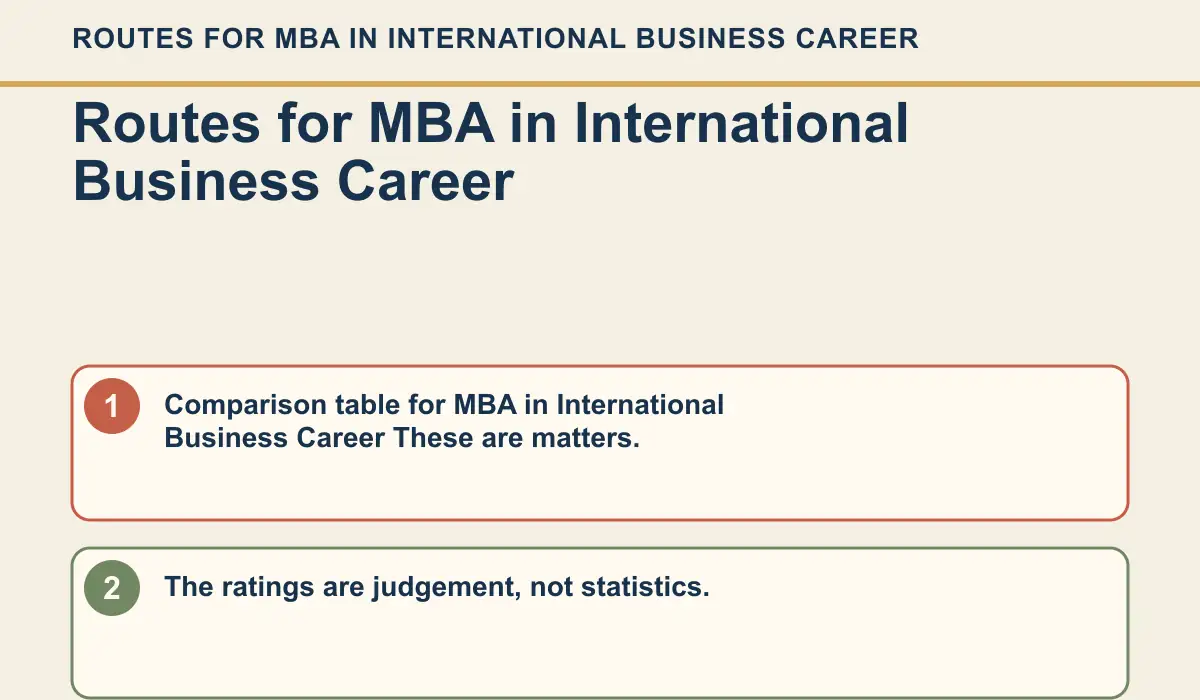 ROUTES FOR MBA IN INTERNATIONAL BUSINESS CAREER
Routes for MBA in International
Business Career
1
Comparison table for MBA in International
Business Career These are matters.
2
The ratings are judgement, not statistics.